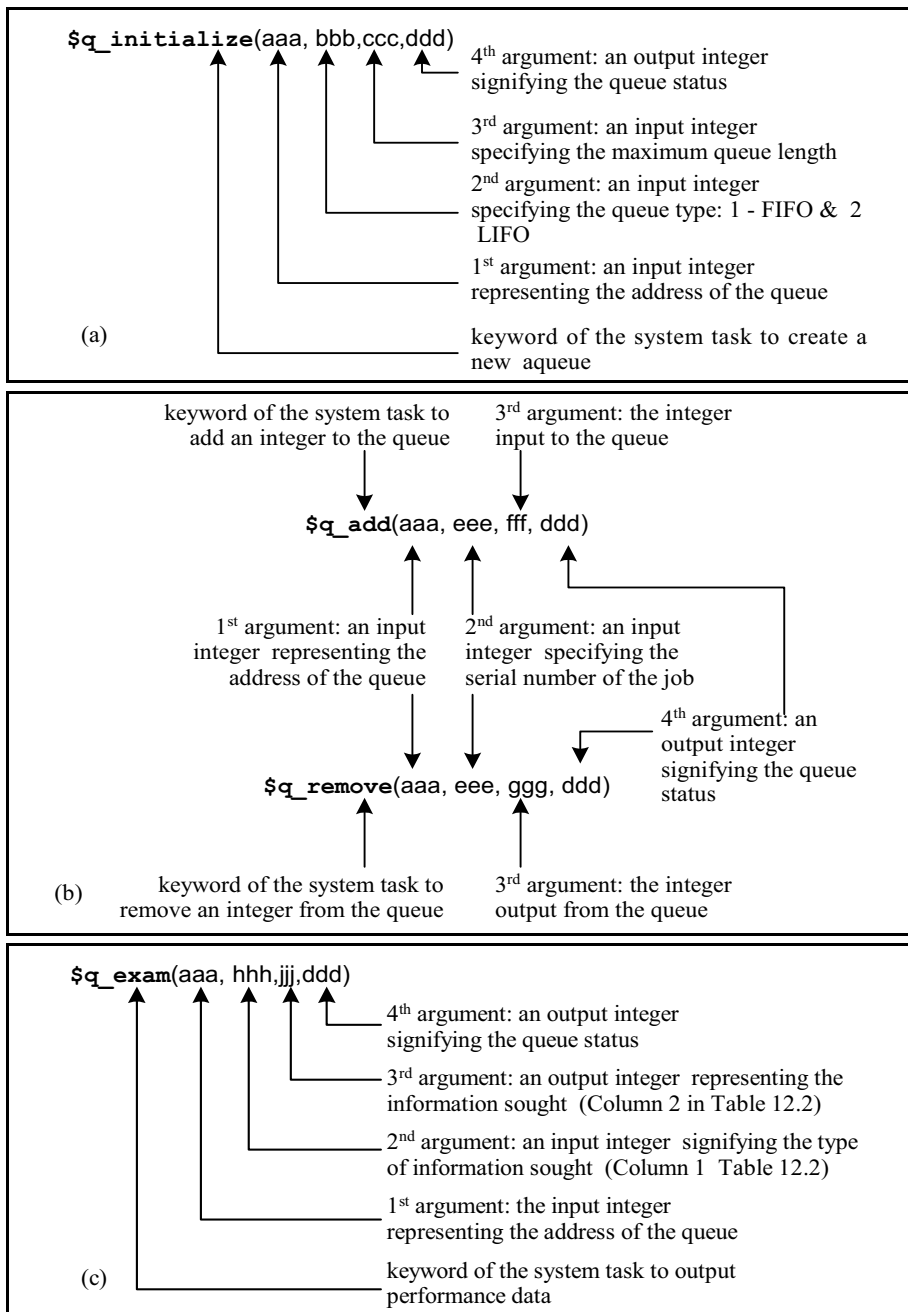 $q_initialize(aaa, bbb,ccc,ddd)
4th argument: an output integer
signifying the queue status
3rd argument: an input integer
specifying the maximum queue length
2nd argument: an input integer
specifying the queue type: 1 - FIFO & 2
LIFO
1st argument: an input integer
representing the address of the queue
(a)
keyword of the system task to create a
new aqueue
keyword of the system task to
add an integer to the queue
3rd argument: the integer
input to the queue
$q_add(aaa, eee, fff, ddd)
1st argument: an input
integer representing the
address of the queue
2nd argument: an input
integer specifying the
serial number of the job
4th argument: an
output integer
signifying the queue
status
$q_remove(aaa, eee, ggg, ddd)
(b)
keyword of the system task to
remove an integer from the queue
3rd argument: the integer
output from the queue
$q_exam(aaa, hhh,jjj,ddd)
4th argument: an output integer
signifying the queue status
3rd argument: an output integer representing the
information sought (Column 2 in Table 12.2)
2nd argument: an input integer signifying the type
of information sought (Column 1 Table 12.2)
1st argument: the input integer
representing the address of the queue
(c)
keyword of the system task to output
performance data